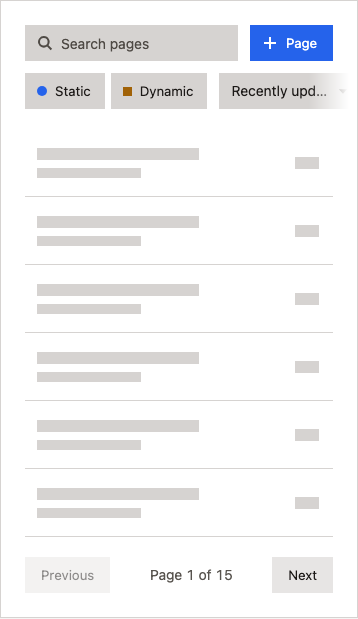 Search pages
Page
Static
Dynamic
Recently upd...
Previous
Page 1 of 15
Next